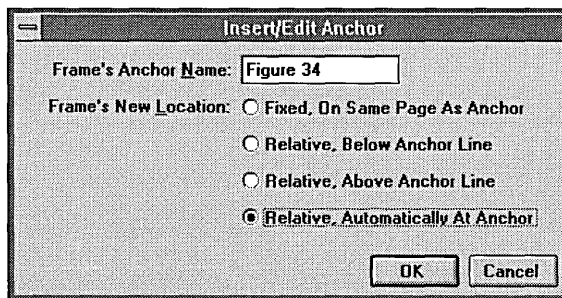 Insert/Edit Anchor
Frame's Anchor Name: Figure 34
Frame's New Location: Fixed, On Same Page As Anchor
Relative, Below Anchor Line
Relative, Above Anchor Line
Relative, Automatically At Anchor
OK Cancel